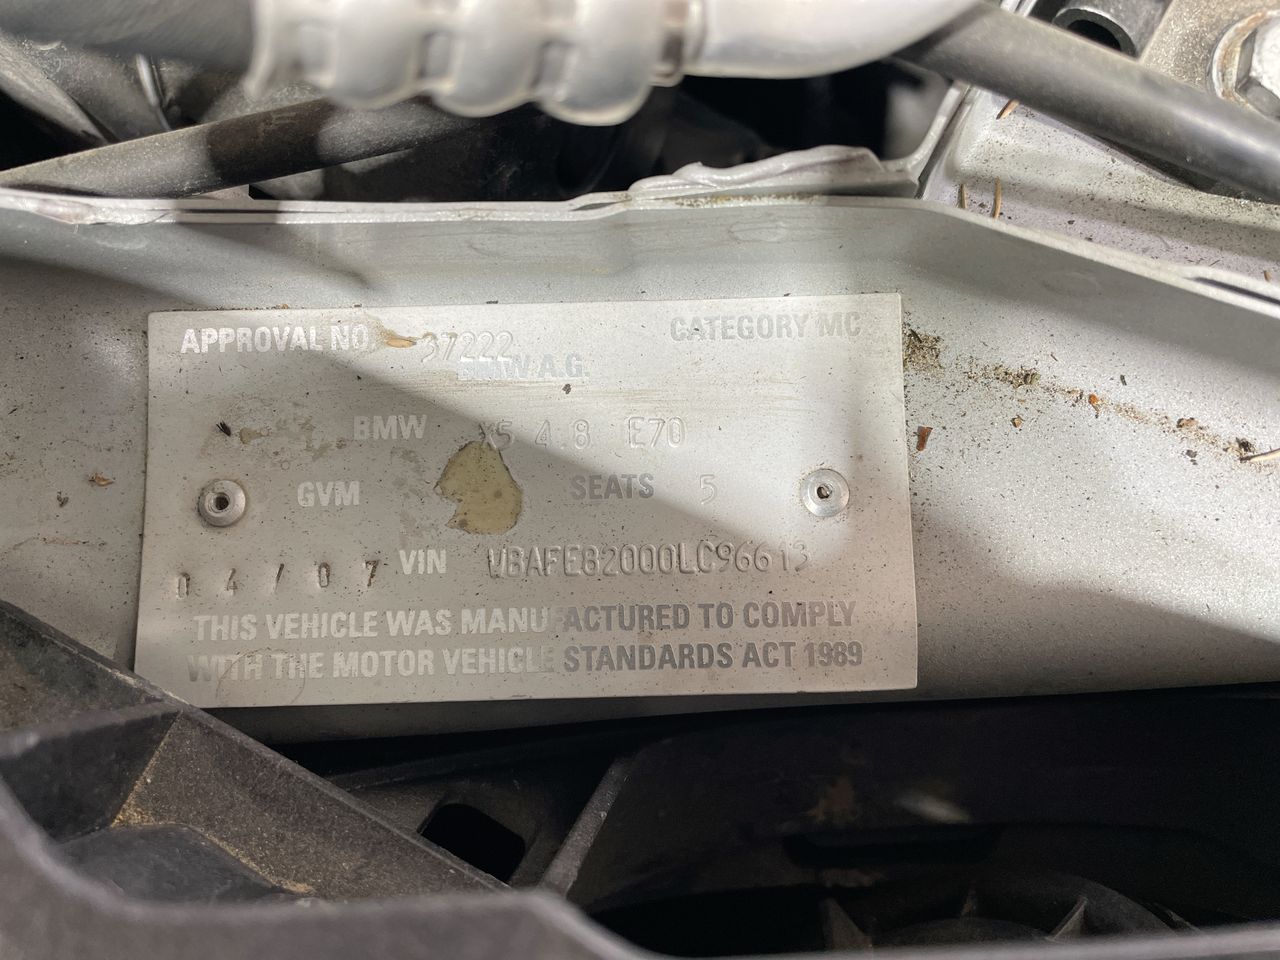 APPROVAL NO. 37222 CATEGORY MC
BMW A.G.
BMW X5 4.8 E70
GVM SEATS 5
04/07 VIN WBAFE82000LC96613
THIS VEHICLE WAS MANUFACTURED TO COMPLY
WITH THE MOTOR VEHICLE STANDARDS ACT 1989